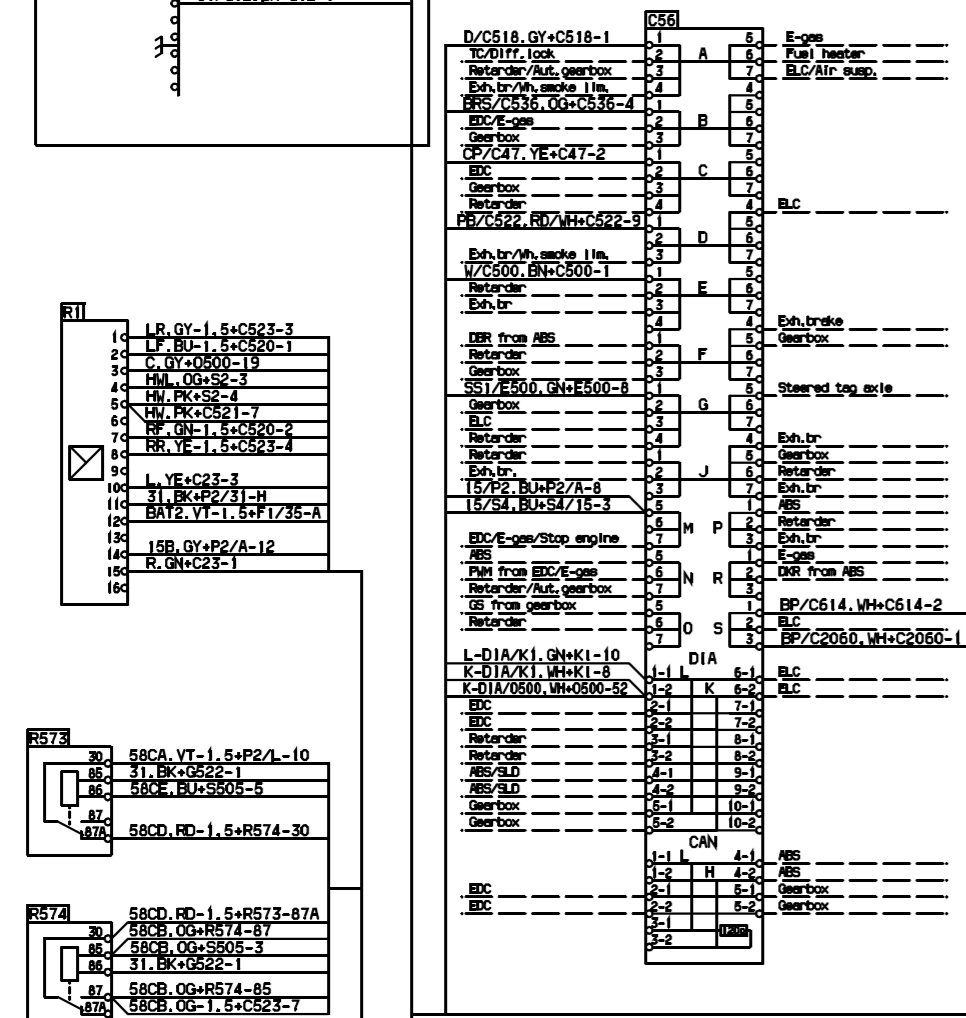 C56
D/C518.GY+C518-1 1 5 E-gas
TC/Diff.lock 2 A 6 Fuel heater
Retarder/Aut.gearbox 3 7 ELC/Air susp.
Exh.br/Wh.smoke lim. 4 4
BRS/C536.OG+C536-4 1 5
EDC/E-gas 2 B 6
Gearbox 3 7
CP/C47.YE+C47-2 1 5
EDC 2 C 6
Gearbox 3 7
Retarder 4 4 ELC
PB/C522.RD/WH+C522-9 1 5
2 D 6
Exh.br/Wh.smoke lim. 3 7
W/C500.BN+C500-1 1 5
Retarder 2 E 6
Exh.br 3 7
4 4 Exh.brake
DBR from ABS 1 5 Gearbox
Retarder 2 F 6
Gearbox 3 7
SS1/E500.GN+E500-8 1 5 Steered tag axle
Gearbox 2 G 6
ELC 3 7
Retarder 4 4 Exh.br
Retarder 1 5 Gearbox
Exh.br. 2 J 6 Retarder
15/P2.BU+P2/A-8 3 7 Exh.br
15/S4.BU+S4/15-3 5 1 ABS
6 M P 2 Retarder
EDC/E-gas/Stop engine 7 3 Exh.br
ABS 5 1 E-gas
PWM from EDC/E-gas 6 N R 2 DKR from ABS
Retarder/Aut.gearbox 7 3
GS from gearbox 5 1 BP/C614.WH+C614-2
Retarder 6 O S 2 ELC
7 3 BP/C2060.WH+C2060-1
DIA
L-DIA/K1.GN+K1-10
K-DIA/K1.WH+K1-8 1-1 L 6-1 ELC
K-DIA/O500.WH+O500-52 1-2 K 6-2 ELC
EDC 2-1 7-1
EDC 2-2 7-2
Retarder 3-1 8-1
Retarder 3-2 8-2
ABS/SLD 4-1 9-1
ABS/SLD 4-2 9-2
Gearbox 5-1 10-1
Gearbox 5-2 10-2
CAN
1-1 L 4-1 ABS
1-2 H 4-2 ABS
EDC 2-1 5-1 Gearbox
EDC 2-2 5-2 Gearbox
3-1
3-2
R11
1 LR.GY-1.5+C523-3
2 LF.BU-1.5+C520-1
3 C.GY+O500-19
4 HWL.OG+S2-3
5 HW.PK+S2-4
6 HW.PK+C521-7
7 RF.GN-1.5+C520-2
8 RR.YE-1.5+C523-4
9
10 L.YE+C23-3
11 31.BK+P2/31-H
12 BAT2.VT-1.5+F1/35-A
13
14 15B.GY+P2/A-12
15 R.GN+C23-1
16
R573
30 58CA.VT-1.5+P2/L-10
85 31.BK+G522-1
86 58CE.BU+S505-5
87
87A 58CD.RD-1.5+R574-30
R574
30 58CD.RD-1.5+R573-87A
58CB.OG+R574-87
85 58CB.OG+S505-3
86 31.BK+G522-1
87 58CB.OG+R574-85
87A 58CB.OG-1.5+C523-7